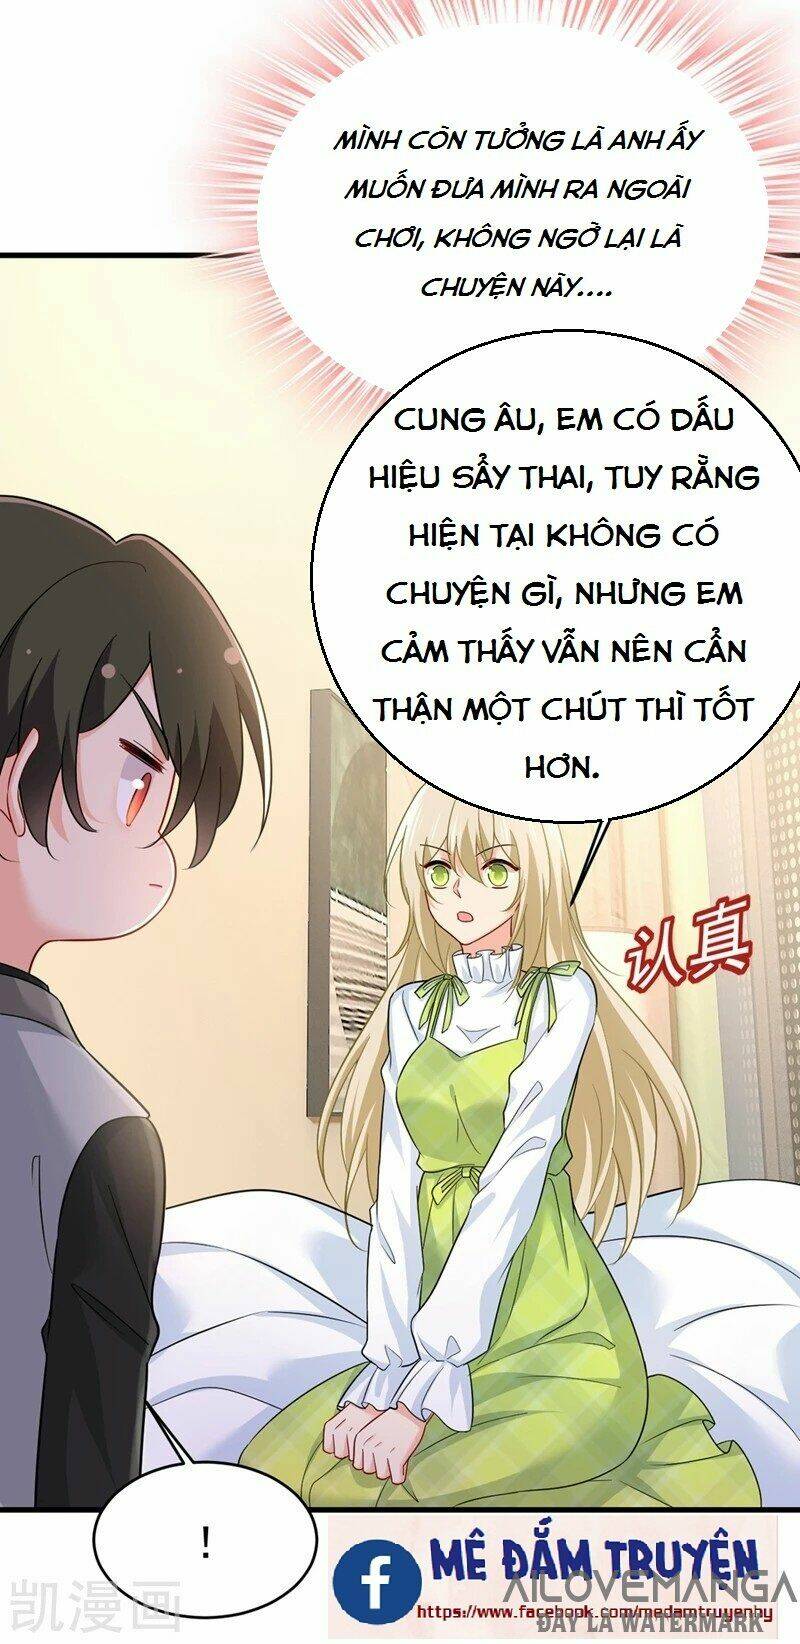 MÌNH CÒN TƯỞNG LÀ ANH ẤY
MUỐN ĐƯA MÌNH RA NGOÀI
CHƠI, KHÔNG NGỜ LẠI LÀ
CHUYỆN NÀY....
CUNG ÂU, EM CÓ DẤU
HIỆU SẨY THAI, TUY RẰNG
HIỆN TẠI KHÔNG CÓ
CHUYỆN GÌ, NHƯNG EM
CẢM THẤY VẪN NÊN CẨN
THẬN MỘT CHÚT THÌ TỐT
HƠN.
认真
!
凯漫画
MÊ ĐẮM TRUYỆN
AILOVEMANGA
https://www.facebook.com/medamtruyenhy
ĐAY LA WATERMARK